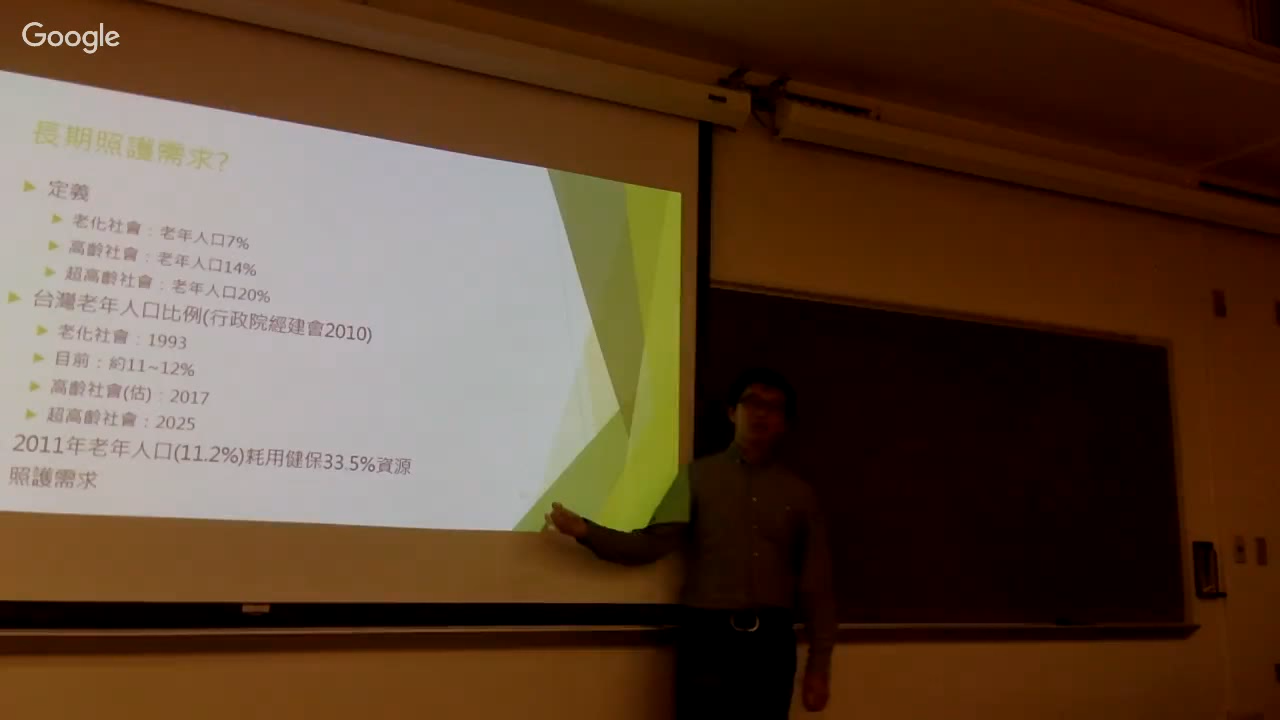 Google
長期照護需求?
定義
老化社會：老年人口7%
高齡社會：老年人口14%
超高齡社會：老年人口20%
台灣老年人口比例(行政院經建會2010)
老化社會：1993
目前：約11~12%
高齡社會(估)：2017
超高齡社會：2025
2011年老年人口(11.2%)耗用健保33.5%資源
照護需求